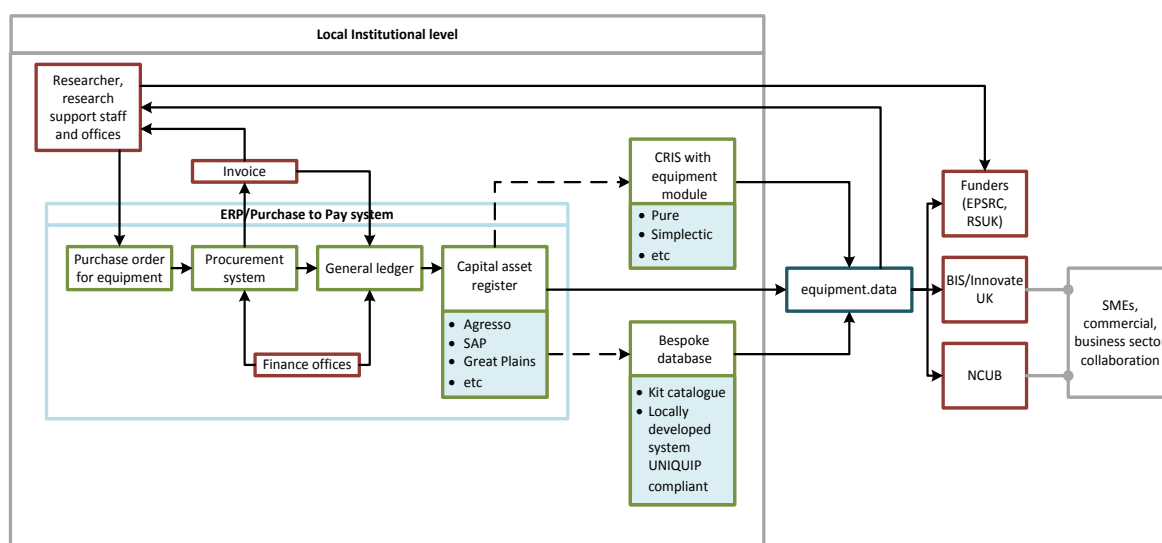 Local Institutional level
Researcher,
research
support staff
and offices
Invoice
ERP/Purchase to Pay system
Purchase order
for equipment
Procurement
system
General ledger
Capital asset
register
• Agresso
• SAP
• Great Plains
• etc
Finance offices
CRIS with
equipment
module
• Pure
• Simplectic
• etc
Bespoke
database
• Kit catalogue
• Locally
developed
system
UNIQUIP
compliant
equipment.data
Funders
(EPSRC,
RSUK)
BIS/Innovate
UK
NCUB
SMEs,
commercial,
business sector
collaboration